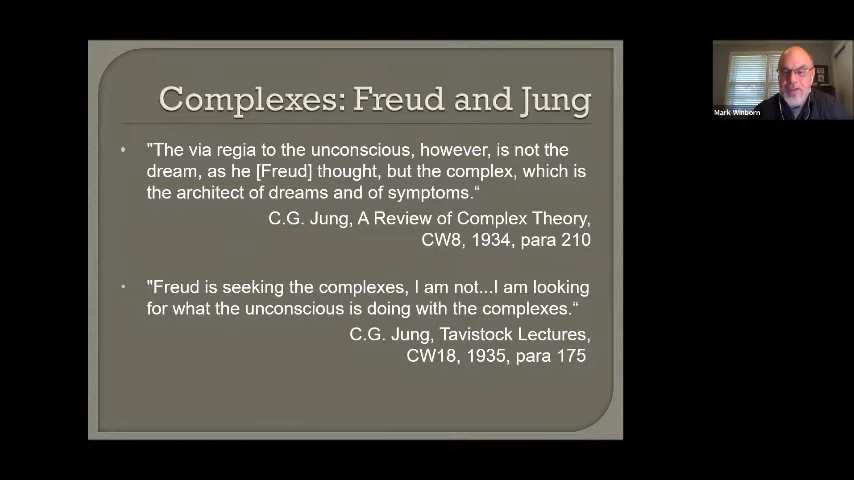 Complexes: Freud and Jung
• "The via regia to the unconscious, however, is not the
dream, as he [Freud] thought, but the complex, which is
the architect of dreams and of symptoms.“
C.G. Jung, A Review of Complex Theory,
CW8, 1934, para 210
• "Freud is seeking the complexes, I am not...I am looking
for what the unconscious is doing with the complexes.“
C.G. Jung, Tavistock Lectures,
CW18, 1935, para 175
Mark Winborn